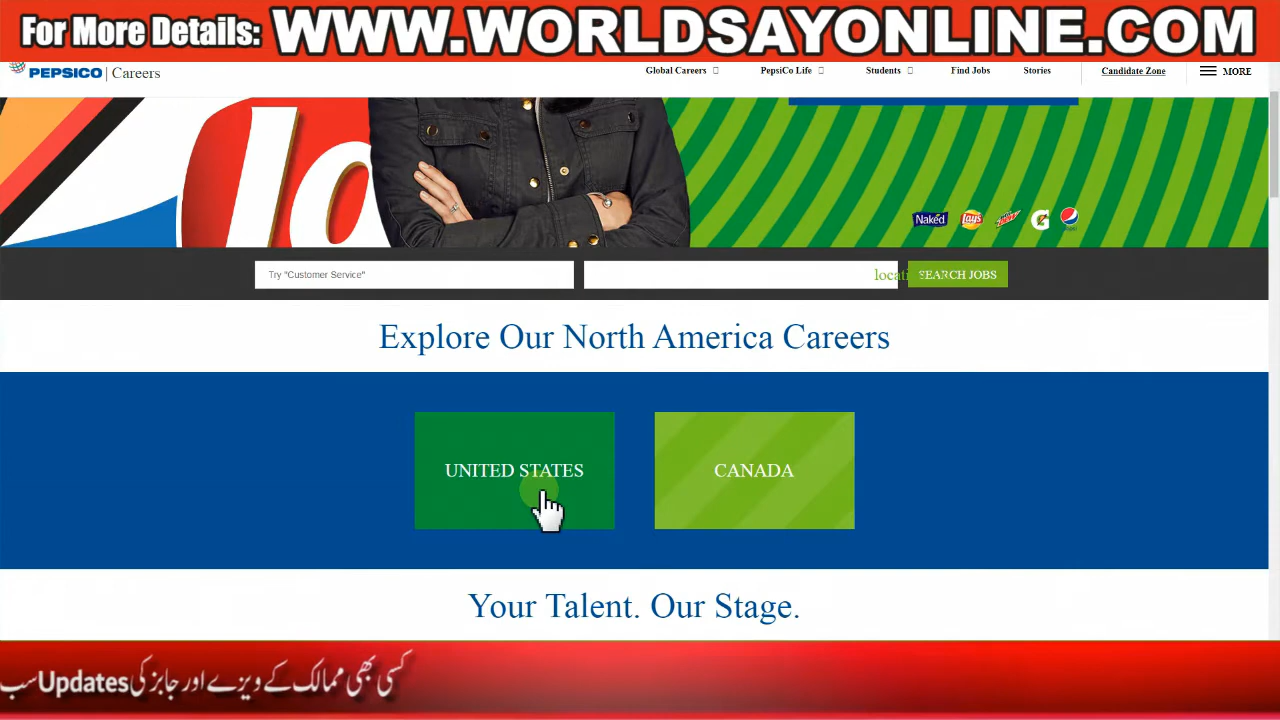 For More Details: WWW.WORLDSAYONLINE.COM
PEPSICO | Careers
Global Careers PepsiCo Life Students Find Jobs Stories Candidate Zone MORE
Naked Lay's G pepsi
Try "Customer Service" locati SEARCH JOBS
Explore Our North America Careers
UNITED STATES CANADA
Your Talent. Our Stage.
کسی بھی ممالک کے ویزے اور جابز کی Updates سب